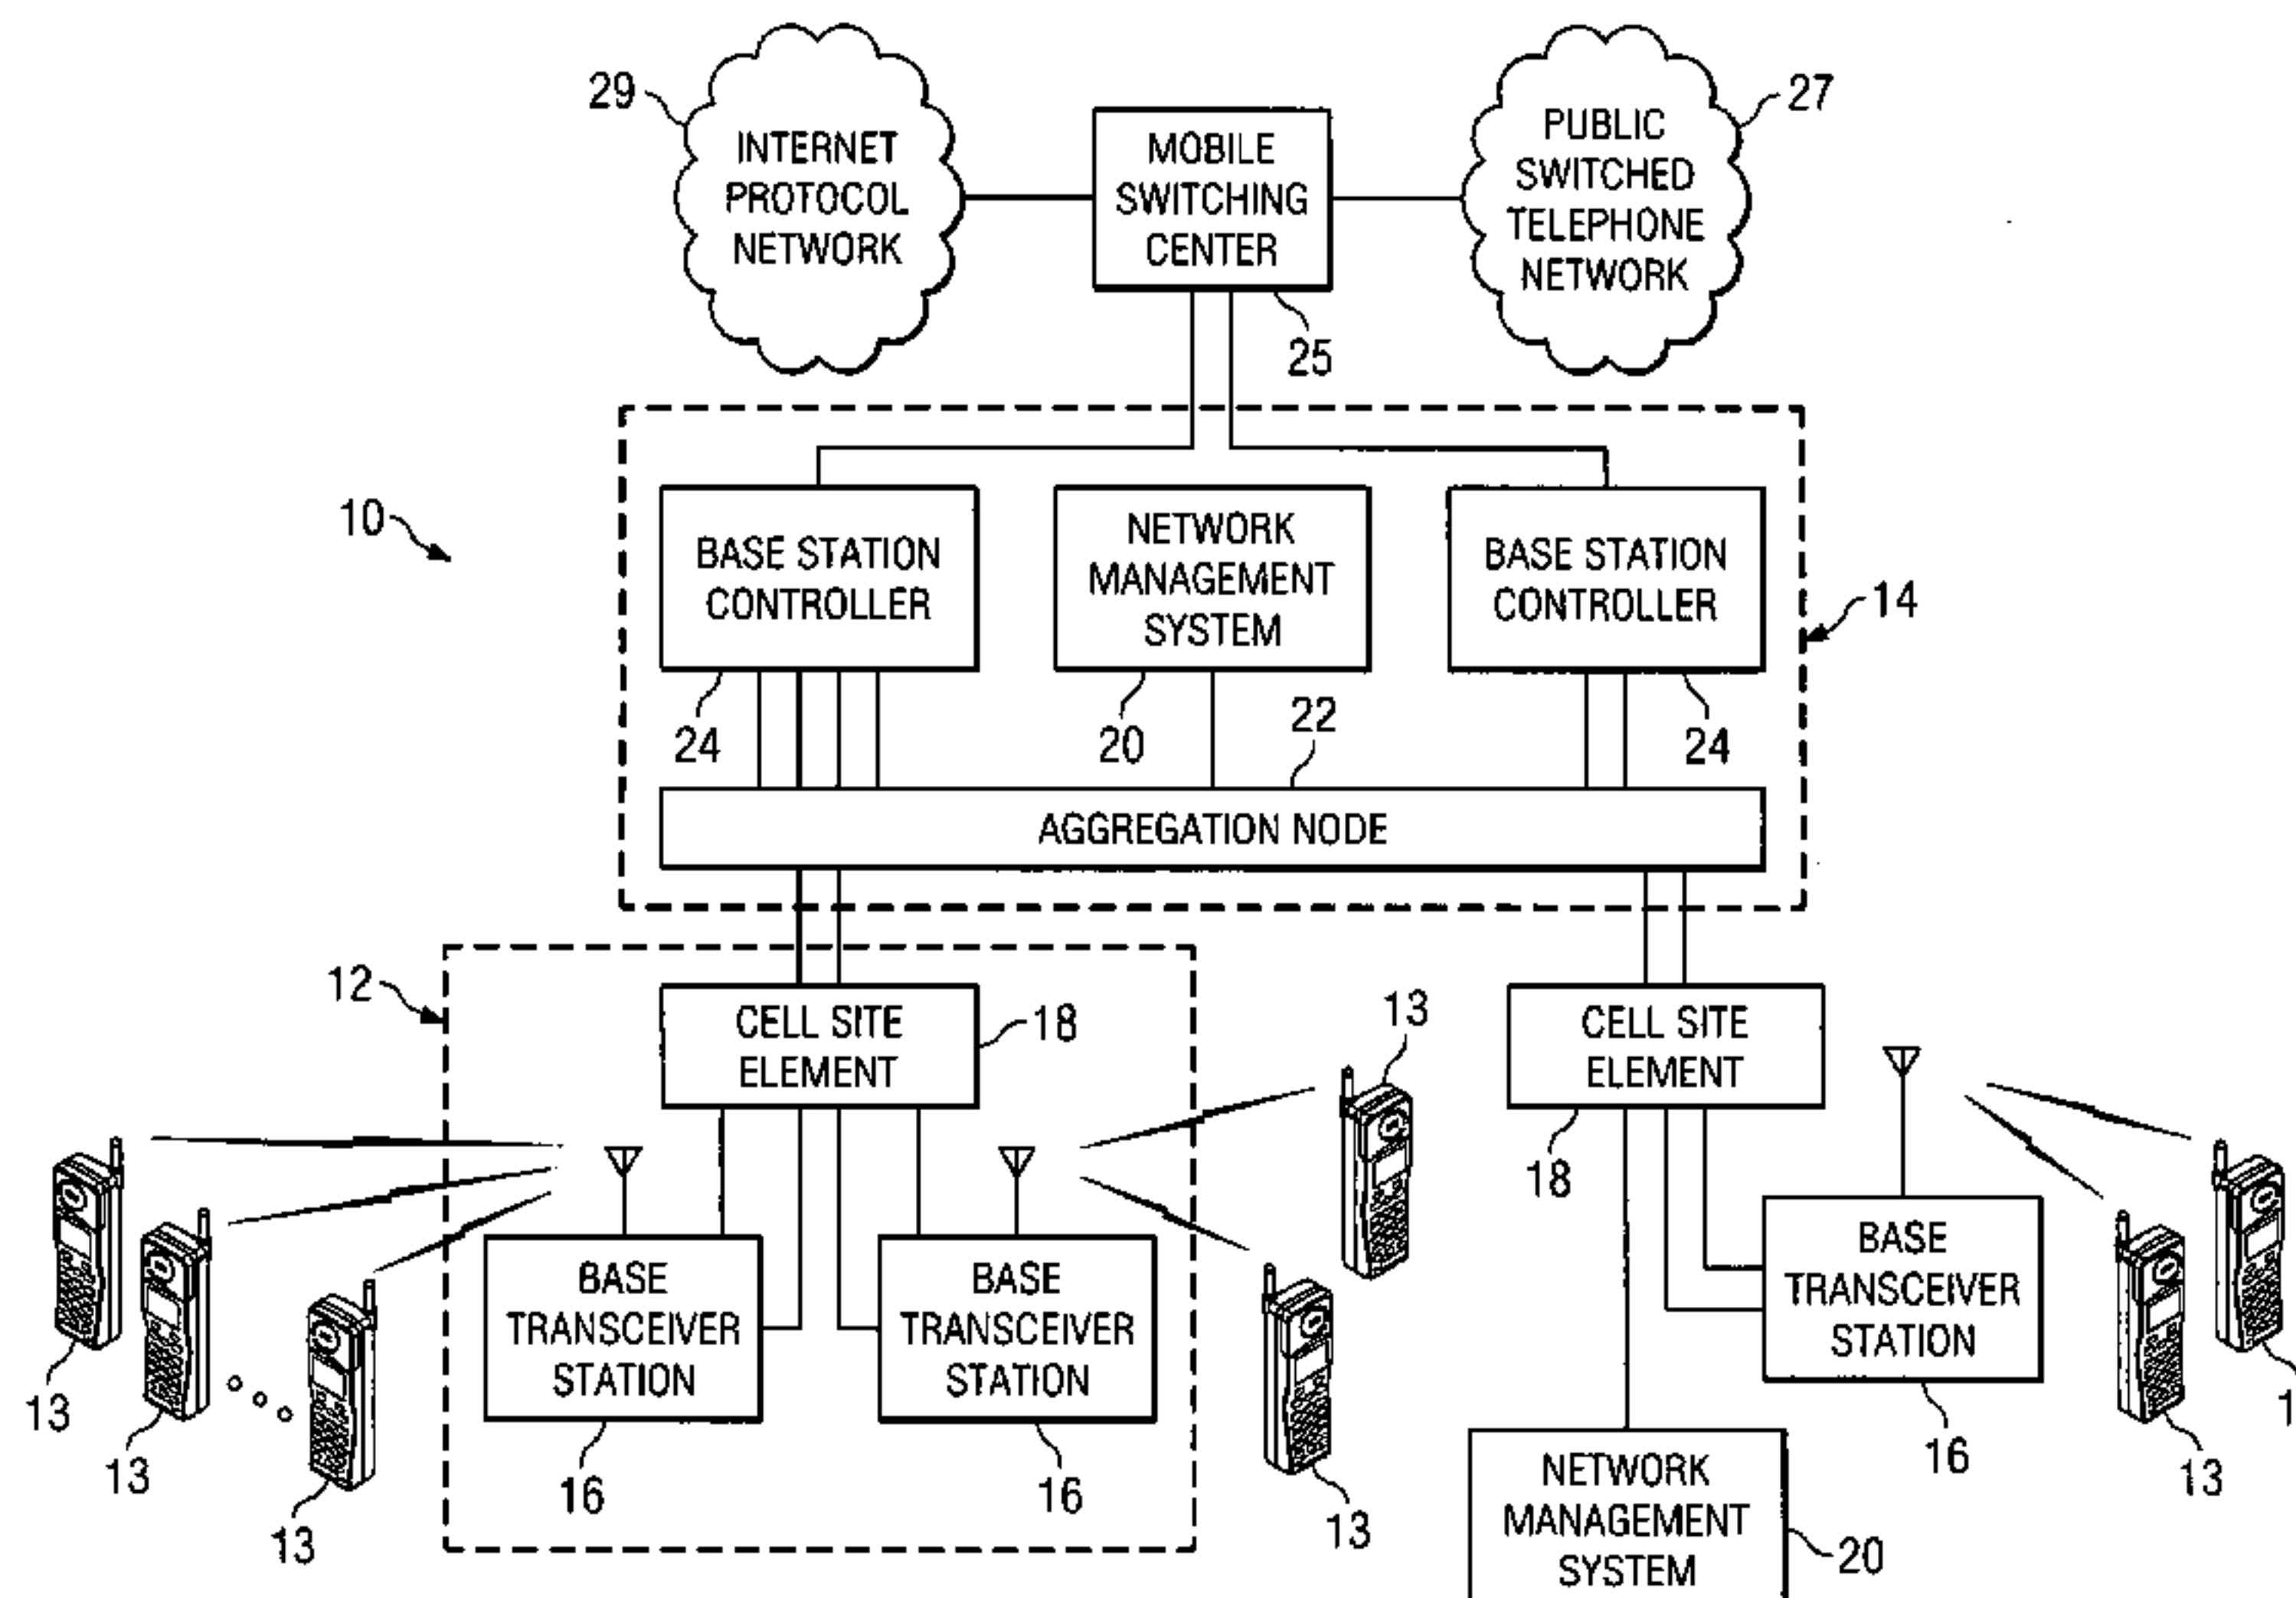 29
INTERNET
PROTOCOL
NETWORK
MOBILE
SWITCHING
CENTER
25
PUBLIC
SWITCHED
TELEPHONE
NETWORK
27
10
BASE STATION
CONTROLLER
24
NETWORK
MANAGEMENT
SYSTEM
20
22
BASE STATION
CONTROLLER
24
14
AGGREGATION NODE
12
CELL SITE
ELEMENT
18
13
CELL SITE
ELEMENT
18
BASE
TRANSCEIVER
STATION
16
BASE
TRANSCEIVER
STATION
16
BASE
TRANSCEIVER
STATION
16
13
13
13
13
13
1
NETWORK
MANAGEMENT
SYSTEM
20